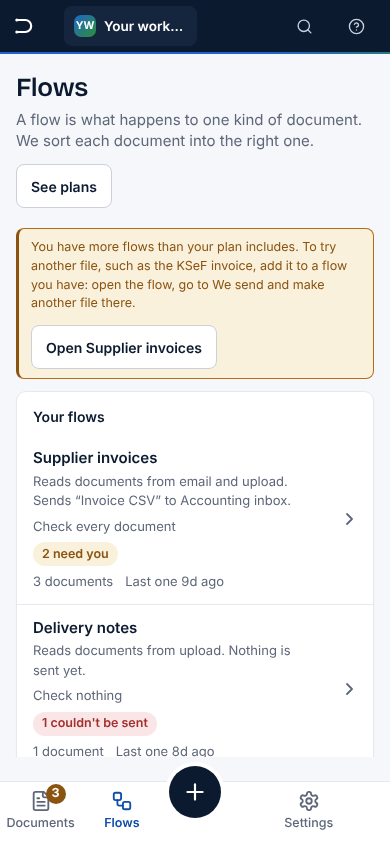 YW Your work...
Flows
A flow is what happens to one kind of document.
We sort each document into the right one.
See plans
You have more flows than your plan includes. To try
another file, such as the KSeF invoice, add it to a flow
you have: open the flow, go to We send and make
another file there.
Open Supplier invoices
Your flows
Supplier invoices
Reads documents from email and upload.
Sends “Invoice CSV” to Accounting inbox.
Check every document
2 need you
3 documents Last one 9d ago
Delivery notes
Reads documents from upload. Nothing is
sent yet.
Check nothing
1 couldn't be sent
1 document Last one 8d ago
3
Documents Flows Settings